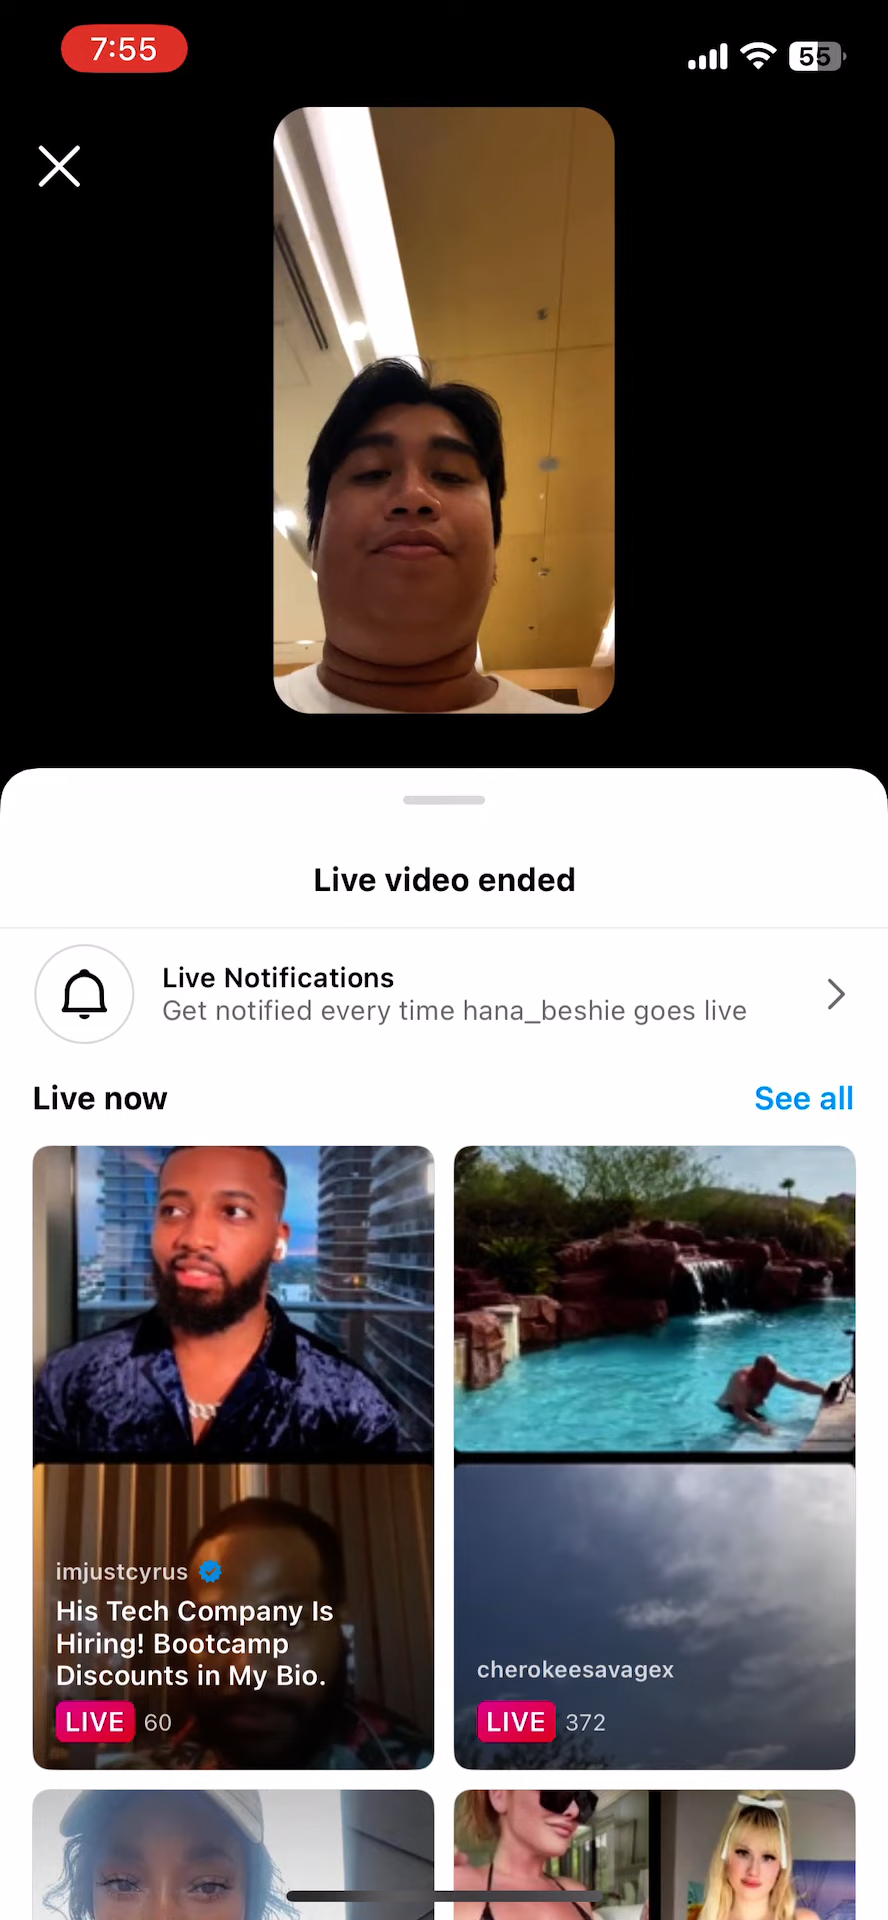 7:55
55
Live video ended
Live Notifications
Get notified every time hana_beshie goes live
Live now
See all
imjustcyrus
His Tech Company Is
Hiring! Bootcamp
Discounts in My Bio.
LIVE 60
cherokeesavagex
LIVE 372